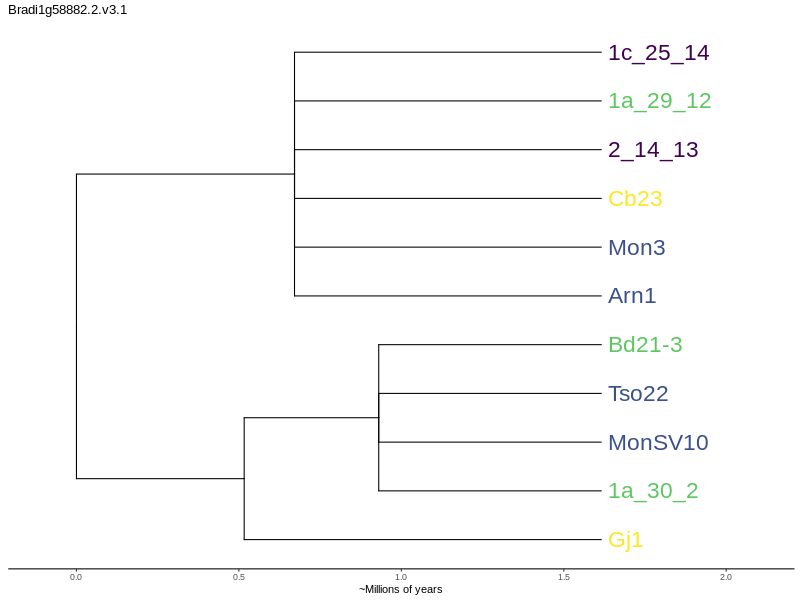 Bradi1g58882.2.v3.1
1c_25_14
1a_29_12
2_14_13
Cb23
Mon3
Arn1
Bd21-3
Tso22
MonSV10
1a_30_2
Gj1
0.0 0.5 1.0 1.5 2.0
~Millions of years